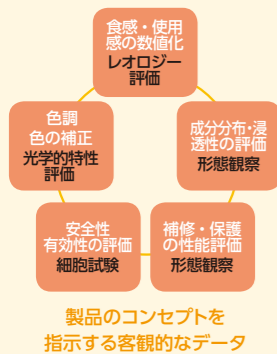 食感・使用
感の数値化
レオロジー
評価
色調
色の補正
光学的特性
評価
成分分布・浸
透性の評価
形態観察
安全性
有効性の評価
細胞試験
補修・保護
の性能評価
形態観察
製品のコンセプトを
指示する客観的なデータ